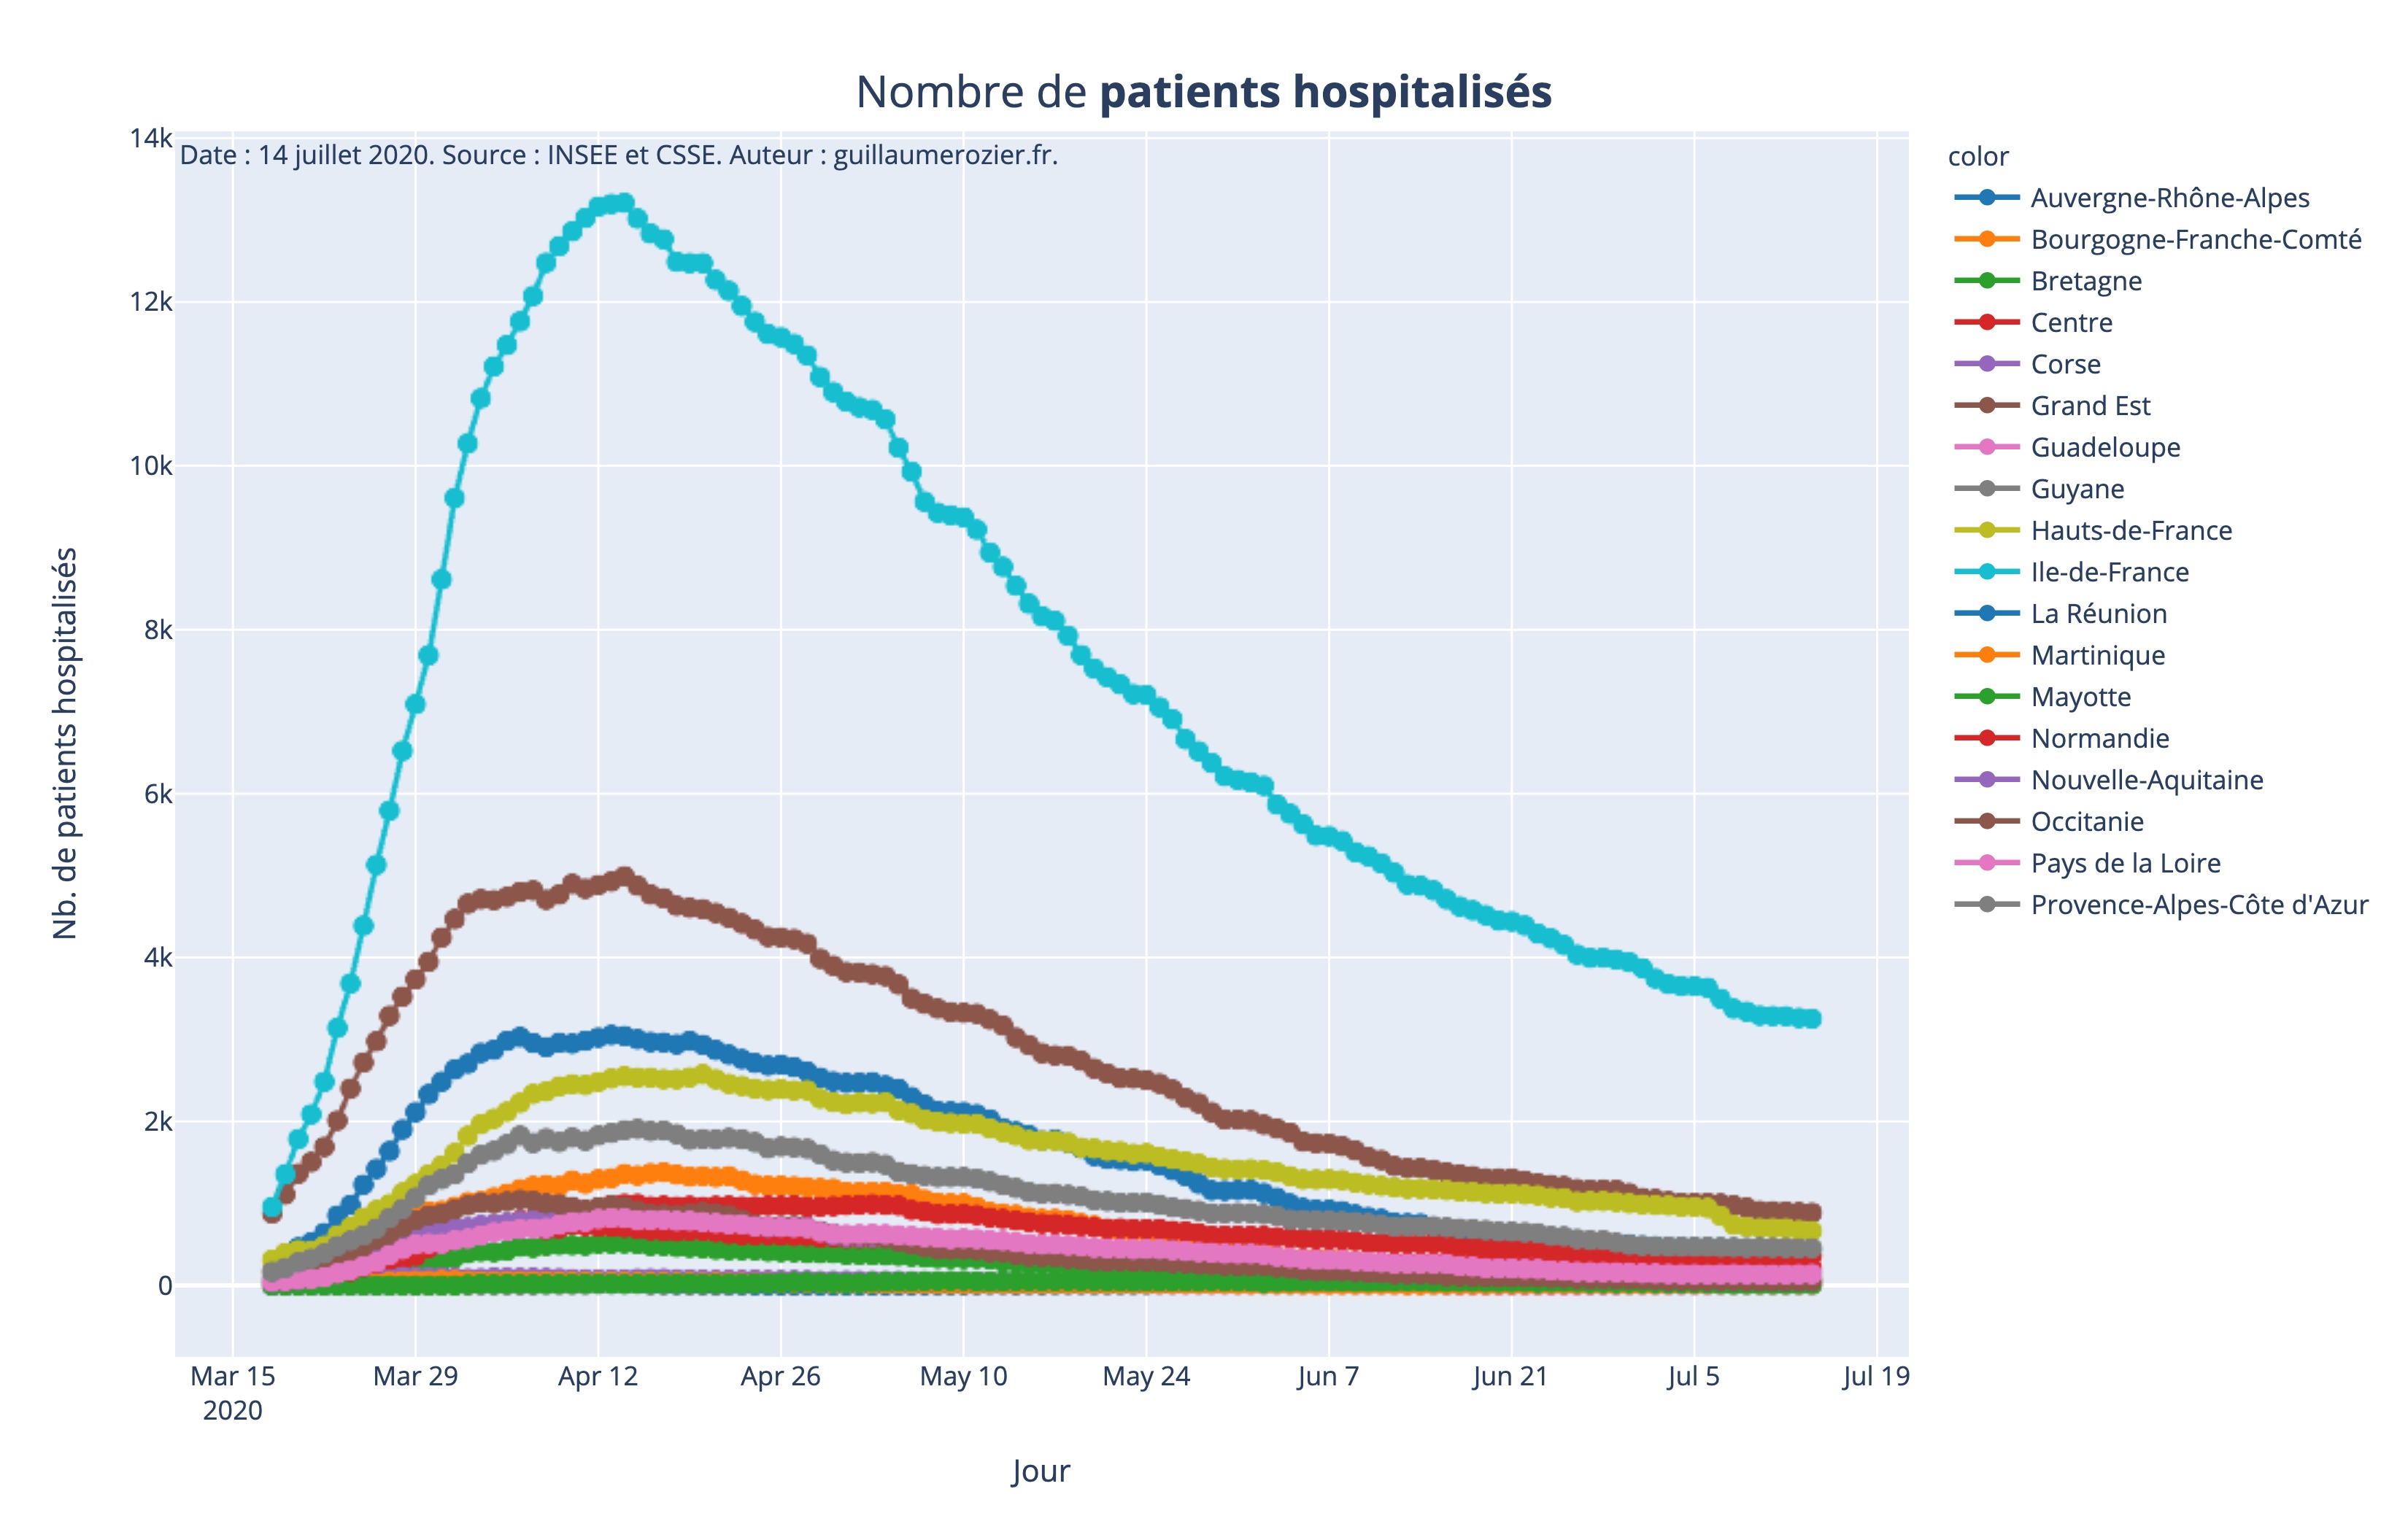 Nombre de patients hospitalisés
Date : 14 juillet 2020. Source : INSEE et CSSE. Auteur : guillaumerozier.fr.
14k
12k
10k
8k
6k
4k
2k
0
Nb. de patients hospitalisés
Mar 15
2020
Mar 29
Apr 12
Apr 26
May 10
May 24
Jun 7
Jun 21
Jul 5
Jul 19
Jour
color
Auvergne-Rhône-Alpes
Bourgogne-Franche-Comté
Bretagne
Centre
Corse
Grand Est
Guadeloupe
Guyane
Hauts-de-France
Ile-de-France
La Réunion
Martinique
Mayotte
Normandie
Nouvelle-Aquitaine
Occitanie
Pays de la Loire
Provence-Alpes-Côte d'Azur